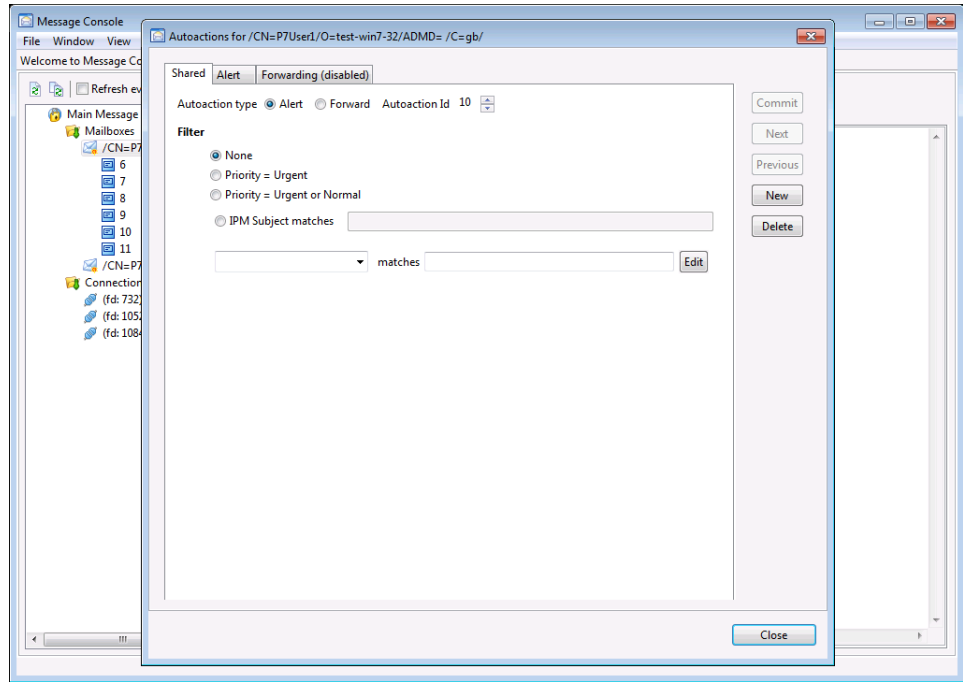 Message Console
File Window View
Welcome to Message Co
Refresh ev
Main Message
Mailboxes
/CN=P7
6
7
8
9
10
11
/CN=P7
Connection
(fd: 732)
(fd: 1052
(fd: 1084
Autoactions for /CN=P7User1/O=test-win7-32/ADMD= /C=gb/
Shared Alert Forwarding (disabled)
Autoaction type Alert Forward Autoaction Id 10
Filter
None
Priority = Urgent
Priority = Urgent or Normal
IPM Subject matches
matches Edit
Commit
Next
Previous
New
Delete
Close